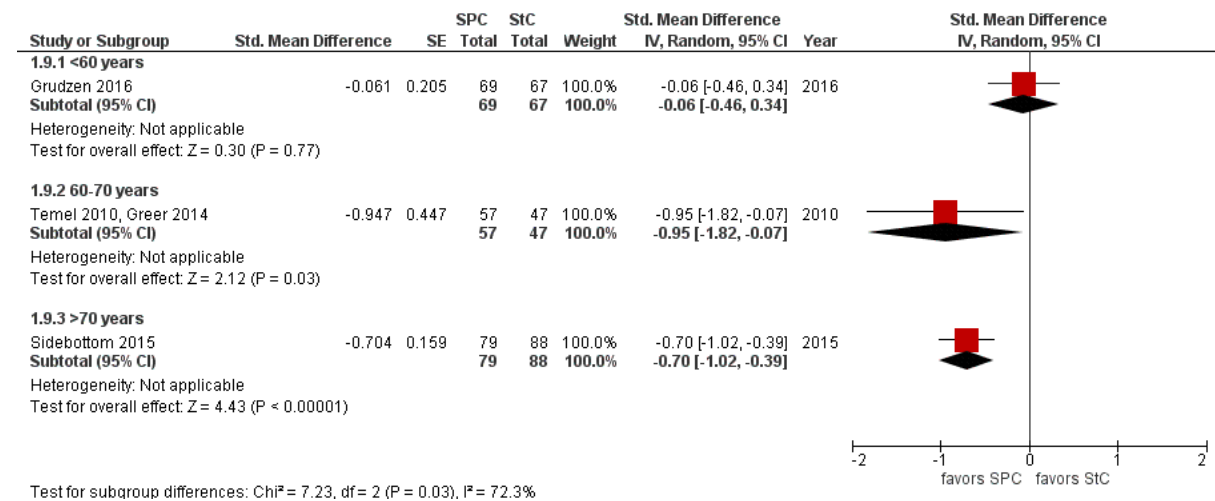 SPC StC Std. Mean Difference Std. Mean Difference
Study or Subgroup Std. Mean Difference SE Total Total Weight IV, Random, 95% CI Year IV, Random, 95% CI
1.9.1 <60 years
Grudzen 2016 -0.061 0.205 69 67 100.0% -0.06 [-0.46, 0.34] 2016
Subtotal (95% CI) 69 67 100.0% -0.06 [-0.46, 0.34]
Heterogeneity: Not applicable
Test for overall effect: Z = 0.30 (P = 0.77)
1.9.2 60-70 years
Temel 2010, Greer 2014 -0.947 0.447 57 47 100.0% -0.95 [-1.82, -0.07] 2010
Subtotal (95% CI) 57 47 100.0% -0.95 [-1.82, -0.07]
Heterogeneity: Not applicable
Test for overall effect: Z = 2.12 (P = 0.03)
1.9.3 >70 years
Sidebottom 2015 -0.704 0.159 79 88 100.0% -0.70 [-1.02, -0.39] 2015
Subtotal (95% CI) 79 88 100.0% -0.70 [-1.02, -0.39]
Heterogeneity: Not applicable
Test for overall effect: Z = 4.43 (P < 0.00001)
-2 -1 0 1 2
favors SPC favors StC
Test for subgroup differences: Chi² = 7.23, df = 2 (P = 0.03), I² = 72.3%